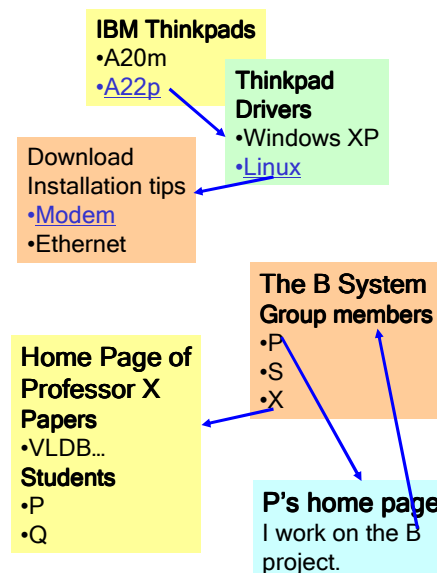 IBM Thinkpads
•A20m
•A22p
Thinkpad
Drivers
•Windows XP
•Linux
Download
Installation tips
•Modem
•Ethernet
The B System
Group members
•P
•S
•X
Home Page of
Professor X
Papers
•VLDB...
Students
•P
•Q
P's home page
I work on the B
project.